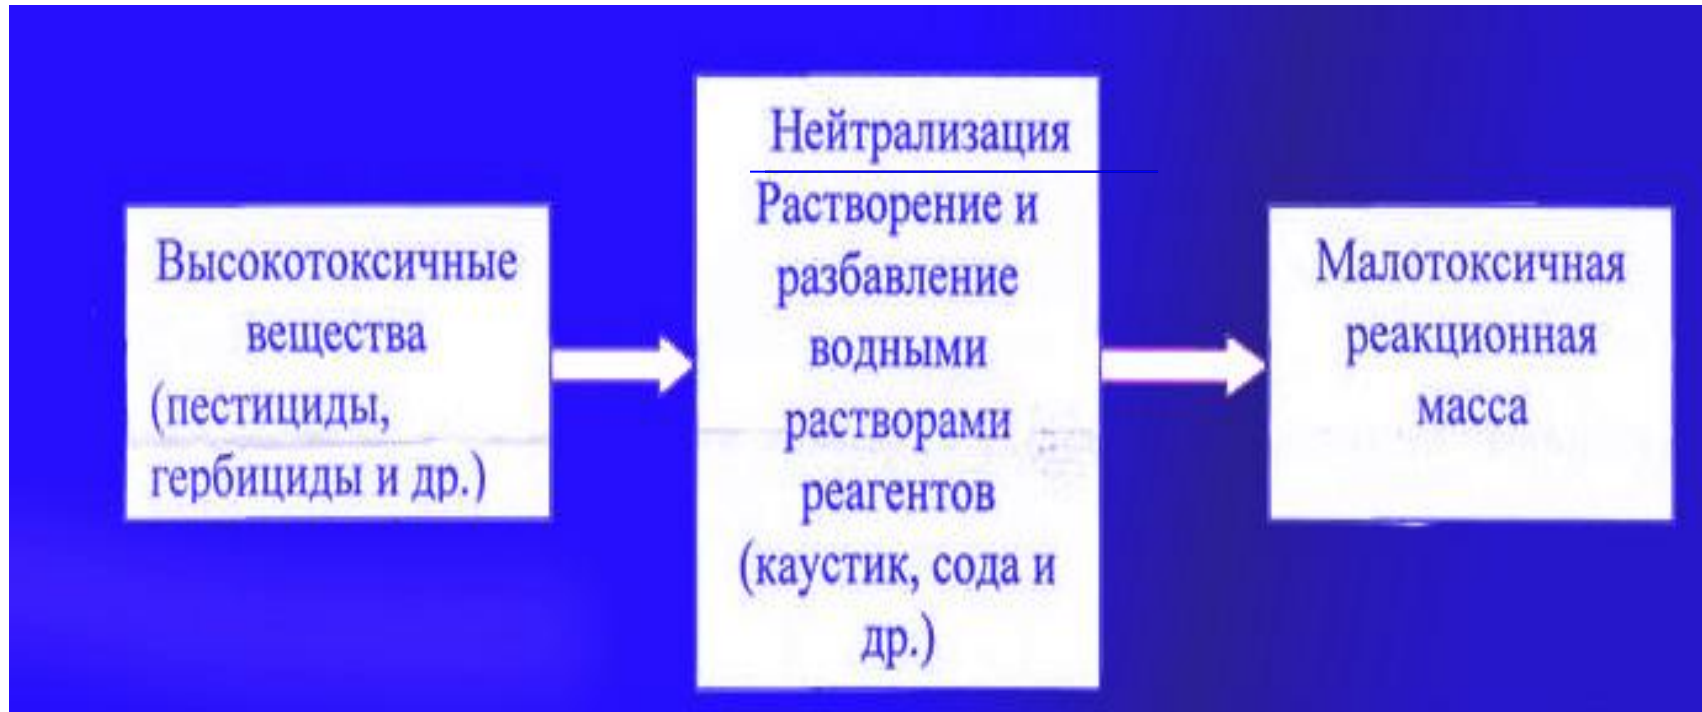 Высокотоксичные
вещества
(пестициды,
гербициды и др.)
Нейтрализация
Растворение и
разбавление
водными
растворами
реагентов
(каустик, сода и
др.)
Малотоксичная
реакционная
масса